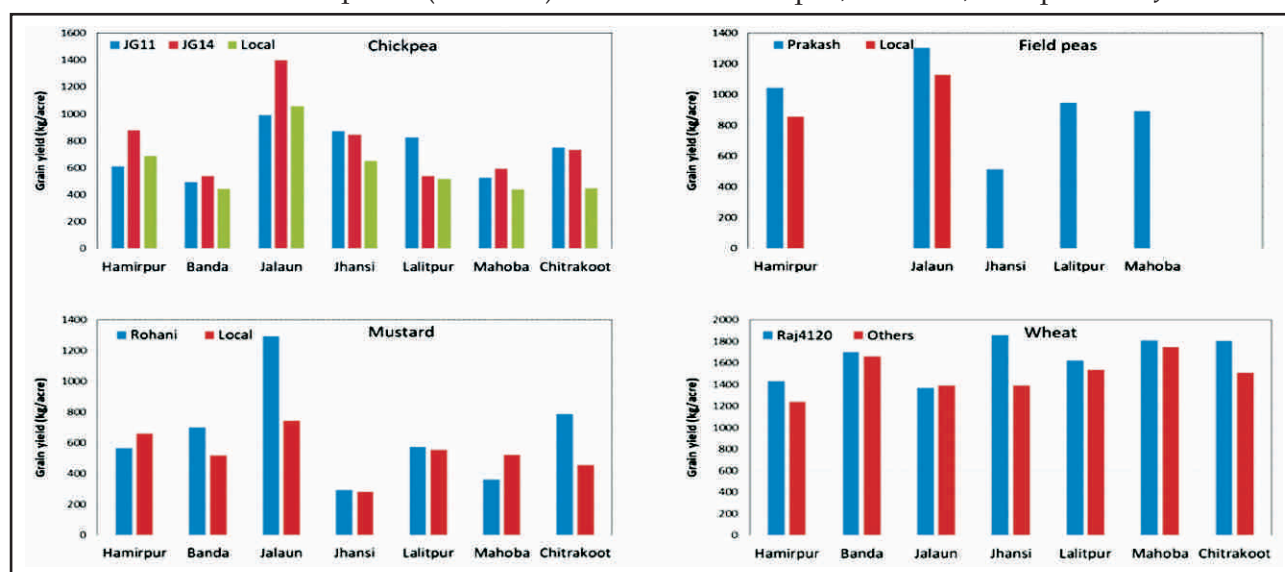 Chickpea
JG11 JG14 Local
Grain yield (kg/acre)
1600
1400
1200
1000
800
600
400
200
0
Hamirpur Banda Jalaun Jhansi Lalitpur Mahoba Chitrakoot
Field peas
Prakash Local
Grain yield (kg/acre)
1400
1200
1000
800
600
400
200
0
Hamirpur Jalaun Jhansi Lalitpur Mahoba
Mustard
Rohani Local
Grain yield (kg/acre)
1400
1200
1000
800
600
400
200
0
Hamirpur Banda Jalaun Jhansi Lalitpur Mahoba Chitrakoot
Wheat
Raj4120 Others
Grain yield (kg/acre)
2000
1800
1600
1400
1200
1000
800
600
400
200
0
Hamirpur Banda Jalaun Jhansi Lalitpur Mahoba Chitrakoot